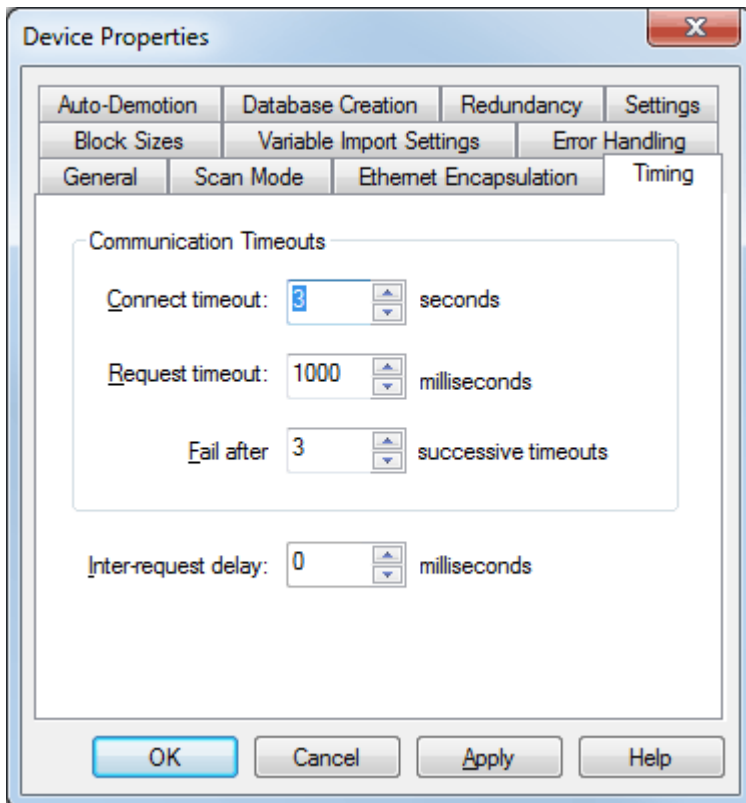 Device Properties
Auto-Demotion Database Creation Redundancy Settings
Block Sizes Variable Import Settings Error Handling
General Scan Mode Ethernet Encapsulation Timing
Communication Timeouts
Connect timeout: 3 seconds
Request timeout: 1000 milliseconds
Fail after 3 successive timeouts
Inter-request delay: 0 milliseconds
OK Cancel Apply Help